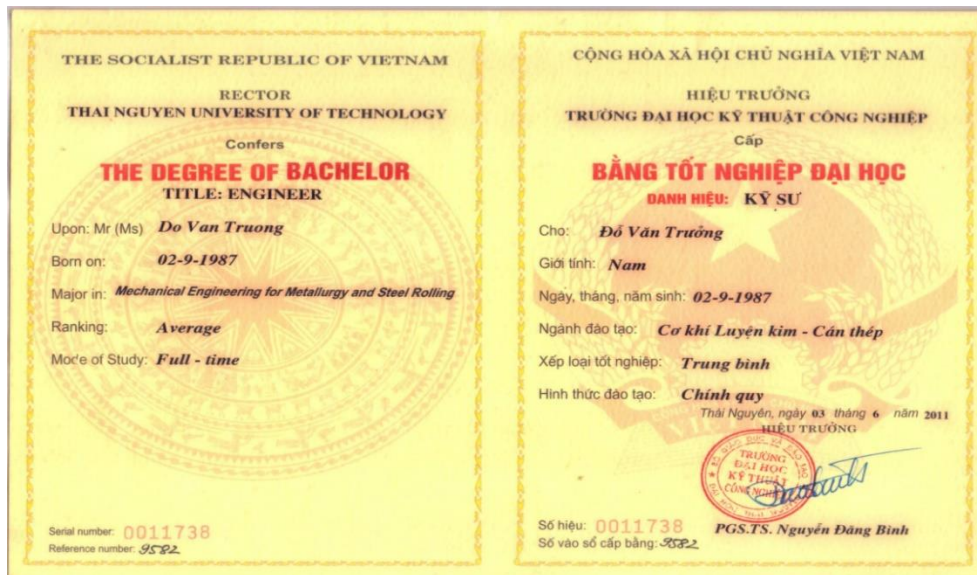 THE SOCIALIST REPUBLIC OF VIETNAM
RECTOR
THAI NGUYEN UNIVERSITY OF TECHNOLOGY
Confers
THE DEGREE OF BACHELOR
TITLE: ENGINEER
Upon: Mr (Ms) Do Van Truong
Born on: 02-9-1987
Major in: Mechanical Engineering for Metallurgy and Steel Rolling
Ranking: Average
Mode of Study: Full - time
Serial number: 0011738
Reference number: 9582
CỘNG HÒA XÃ HỘI CHỦ NGHĨA VIỆT NAM
HIỆU TRƯỞNG
TRƯỜNG ĐẠI HỌC KỸ THUẬT CÔNG NGHIỆP
Cấp
BẰNG TỐT NGHIỆP ĐẠI HỌC
DANH HIỆU: KỸ SƯ
Cho: Đỗ Văn Trưởng
Giới tính: Nam
Ngày, tháng, năm sinh: 02-9-1987
Ngành đào tạo: Cơ khí Luyện kim - Cán thép
Xếp loại tốt nghiệp: Trung bình
Hình thức đào tạo: Chính quy
Thái Nguyên, ngày 03 tháng 6 năm 2011
HIỆU TRƯỞNG
TRƯỜNG
ĐẠI HỌC
KỸ THUẬT
CÔNG NGHIỆP
Số hiệu: 0011738
PGS.TS. Nguyễn Đăng Bình
Số vào sổ cấp bằng: 9582